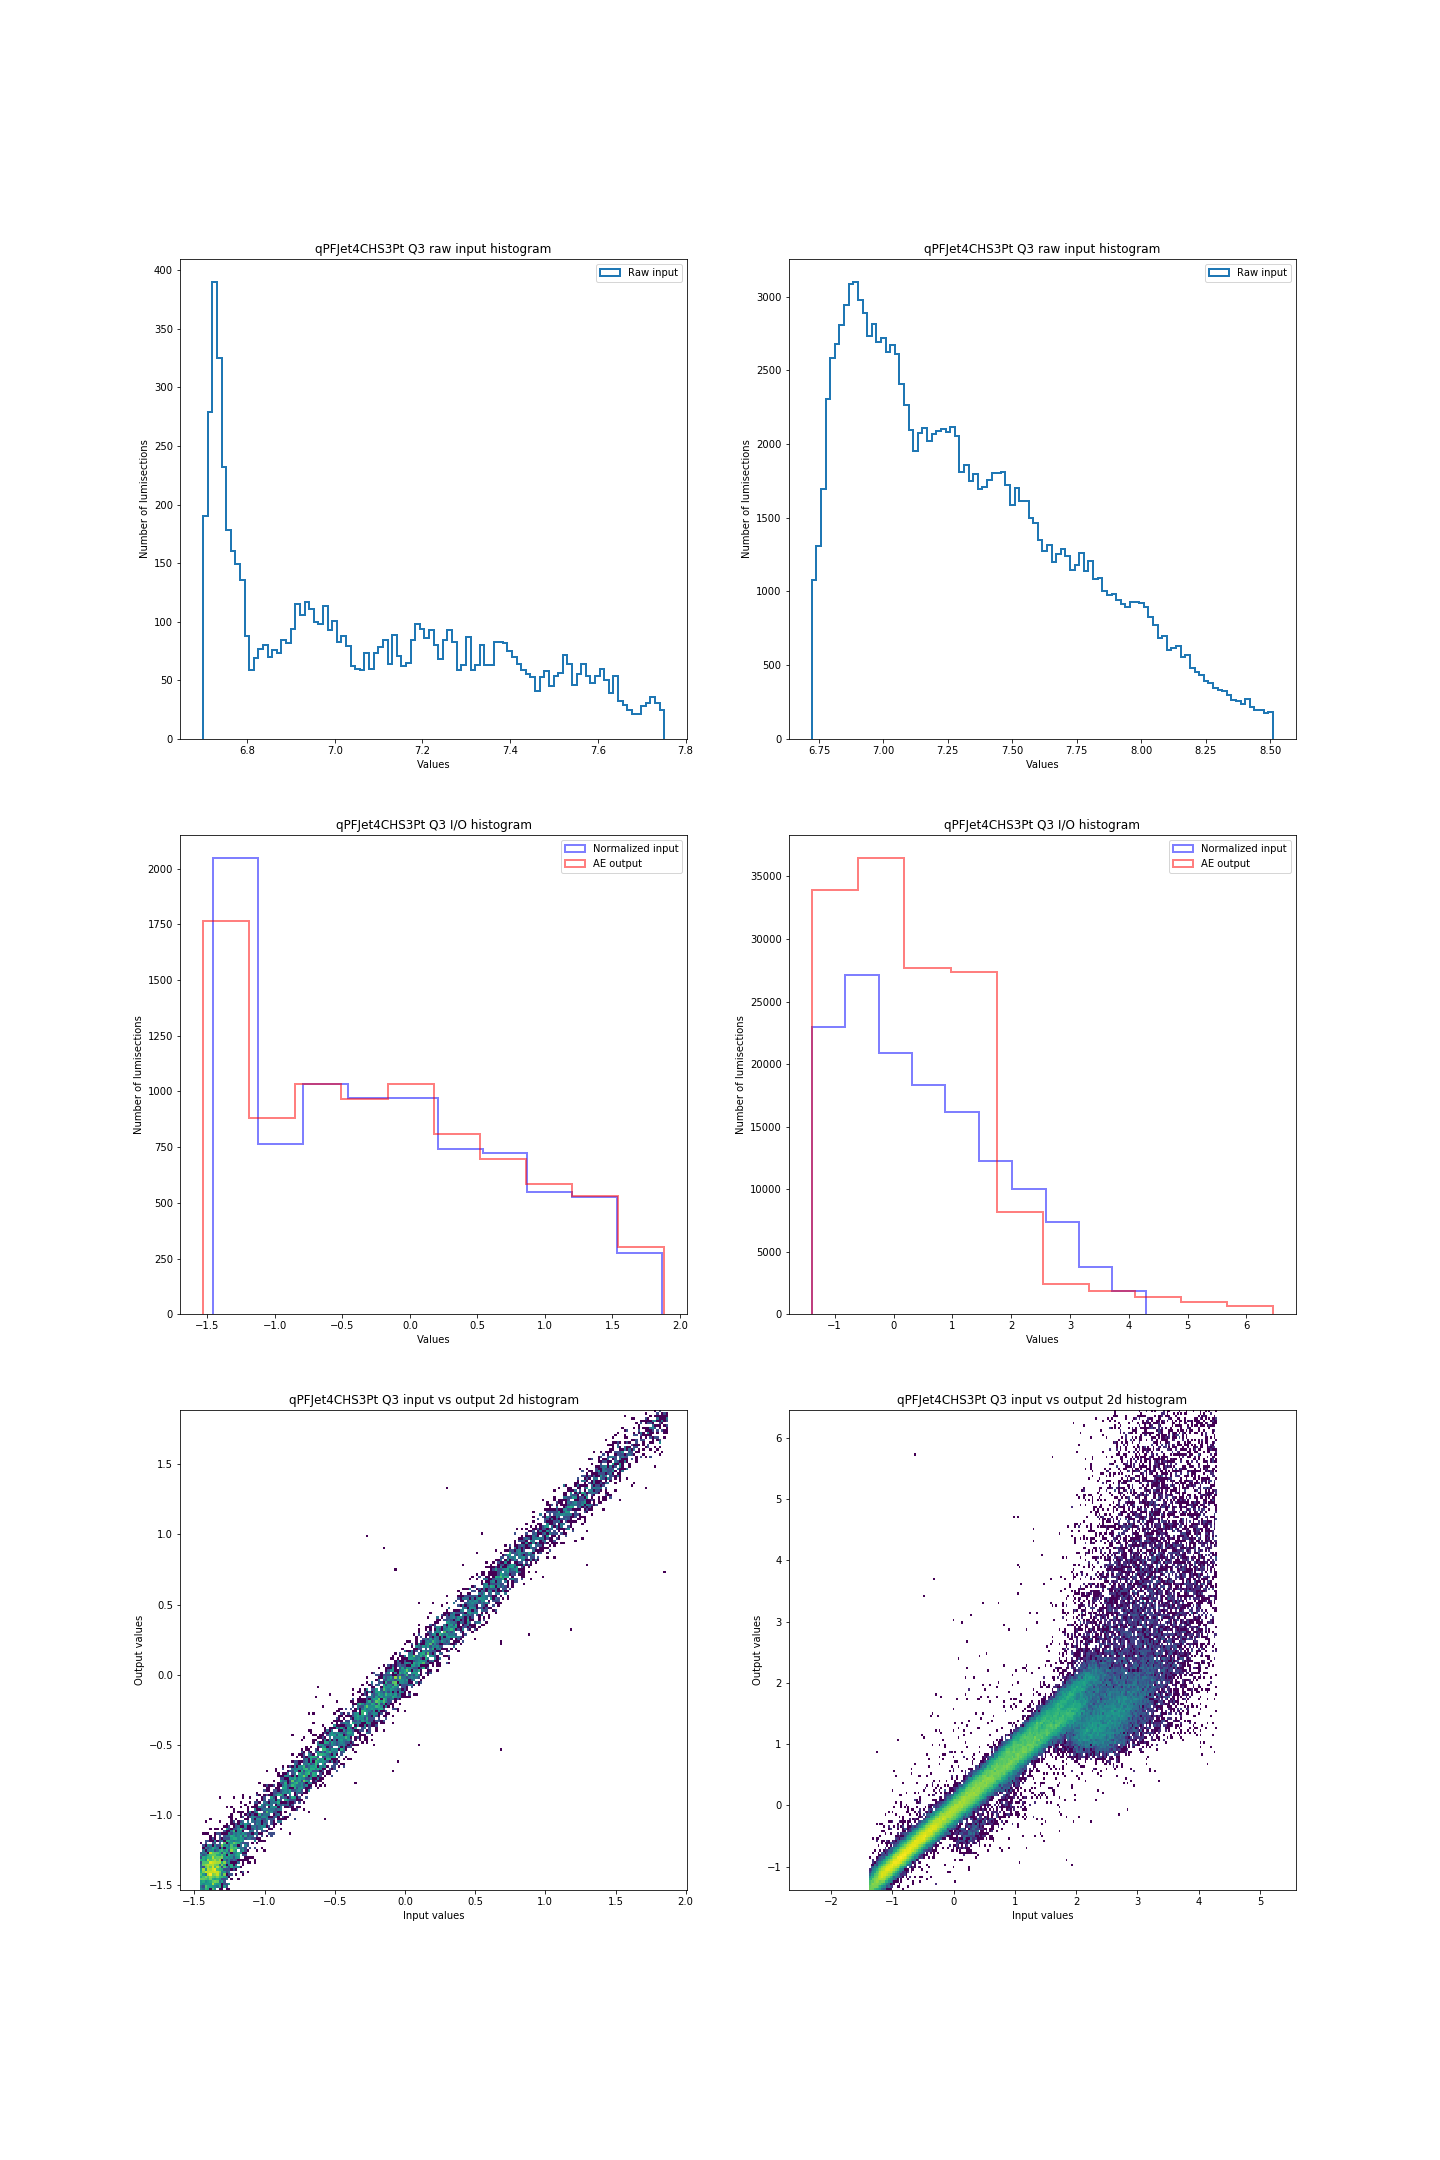 qPFJet4CHS3Pt Q3 raw input histogram
Raw input
400
350
300
250
200
150
100
50
0
Number of lumisections
6.8 7.0 7.2 7.4 7.6 7.8
Values
qPFJet4CHS3Pt Q3 raw input histogram
Raw input
3000
2500
2000
1500
1000
500
0
Number of lumisections
6.75 7.00 7.25 7.50 7.75 8.00 8.25 8.50
Values
qPFJet4CHS3Pt Q3 I/O histogram
Normalized input
AE output
2000
1750
1500
1250
1000
750
500
250
0
Number of lumisections
−1.5 −1.0 −0.5 0.0 0.5 1.0 1.5 2.0
Values
qPFJet4CHS3Pt Q3 I/O histogram
Normalized input
AE output
35000
30000
25000
20000
15000
10000
5000
0
Number of lumisections
−1 0 1 2 3 4 5 6
Values
qPFJet4CHS3Pt Q3 input vs output 2d histogram
1.5
1.0
0.5
0.0
−0.5
−1.0
−1.5
Output values
−1.5 −1.0 −0.5 0.0 0.5 1.0 1.5 2.0
Input values
qPFJet4CHS3Pt Q3 input vs output 2d histogram
6
5
4
3
2
1
0
−1
Output values
−2 −1 0 1 2 3 4 5
Input values